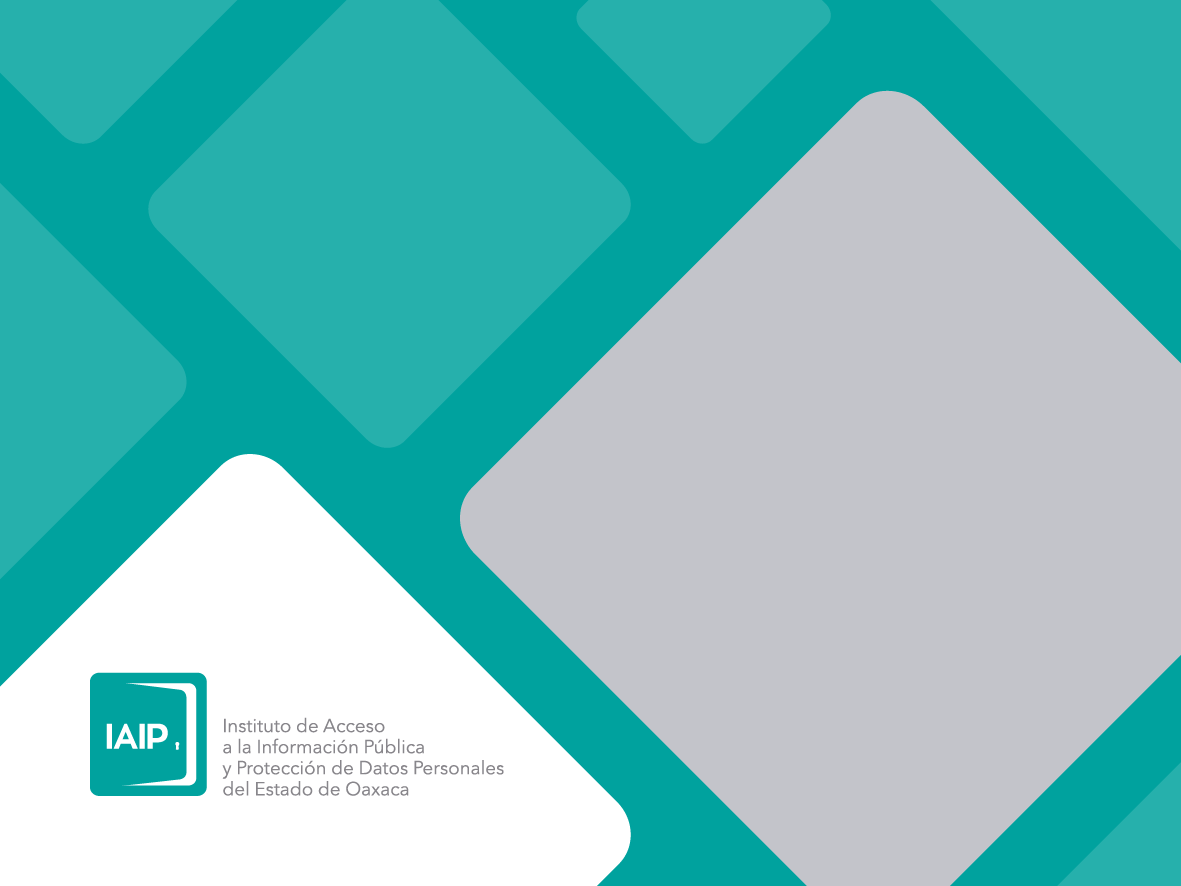 IAIP
Instituto de Acceso
a la Información Pública
y Protección de Datos Personales
del Estado de Oaxaca